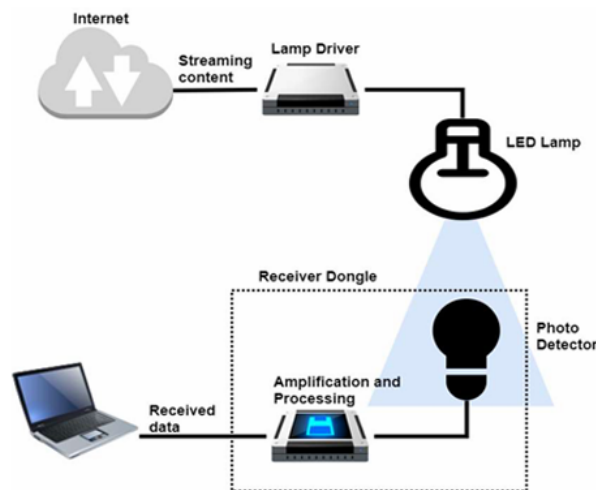 Internet
Streaming
content
Lamp Driver
LED Lamp
Receiver Dongle
Photo
Detector
Amplification and
Processing
Received
data